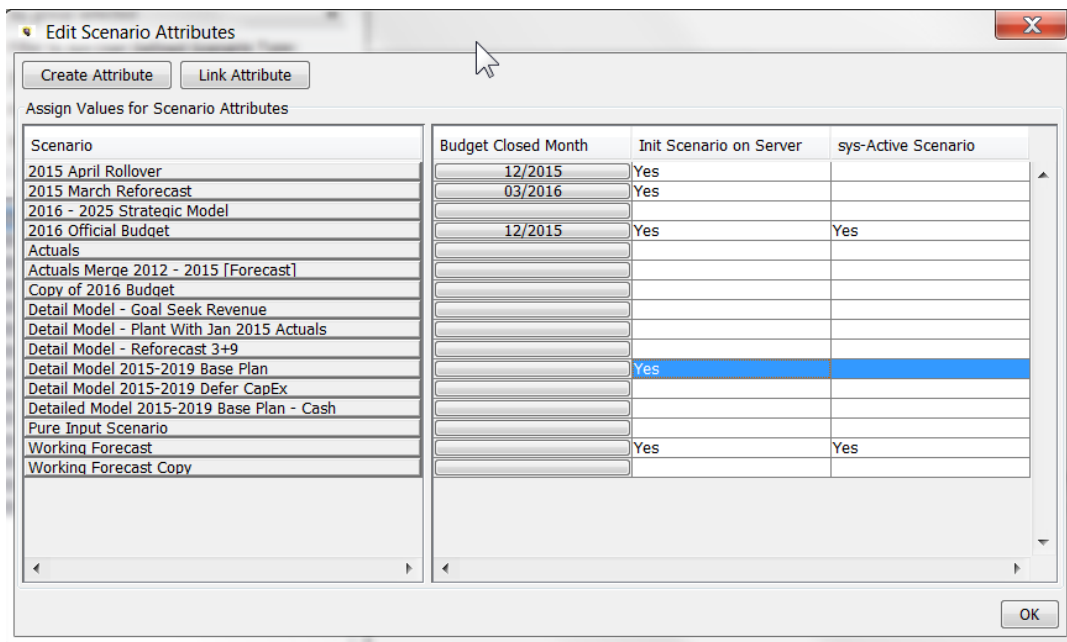 Edit Scenario Attributes
Create Attribute Link Attribute
Assign Values for Scenario Attributes
Scenario Budget Closed Month Init Scenario on Server sys-Active Scenario
2015 April Rollover 12/2015 Yes
2015 March Reforecast 03/2016 Yes
2016 - 2025 Strategic Model
2016 Official Budget 12/2015 Yes Yes
Actuals
Actuals Merge 2012 - 2015 [Forecast]
Copy of 2016 Budget
Detail Model - Goal Seek Revenue
Detail Model - Plant With Jan 2015 Actuals
Detail Model - Reforecast 3+9
Detail Model 2015-2019 Base Plan Yes
Detail Model 2015-2019 Defer CapEx
Detailed Model 2015-2019 Base Plan - Cash
Pure Input Scenario
Working Forecast Yes Yes
Working Forecast Copy
OK